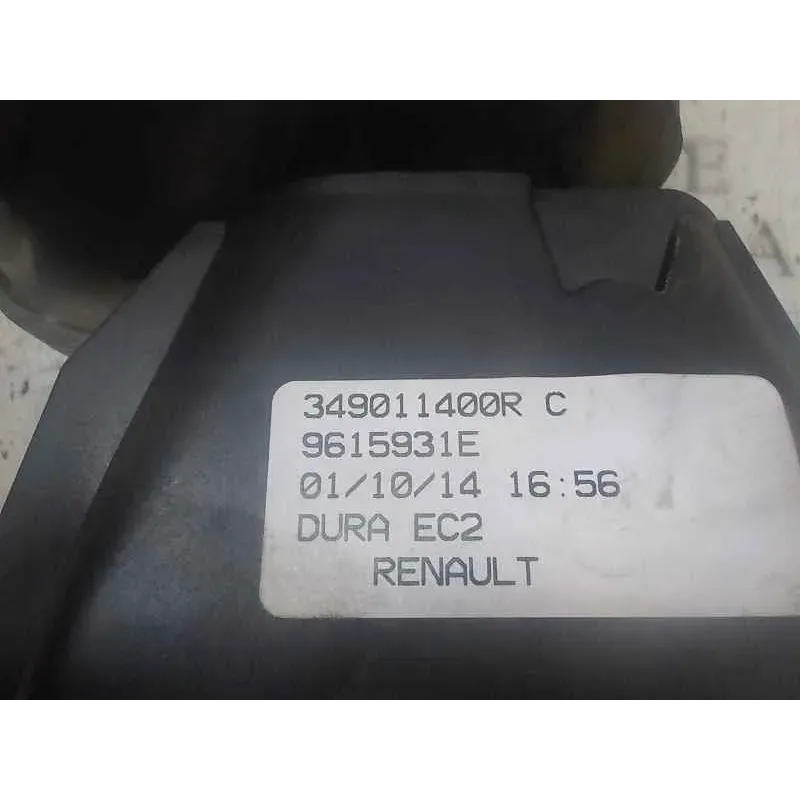 349011400R C
9615931E
01/10/14 16:56
DURA EC2
RENAULT